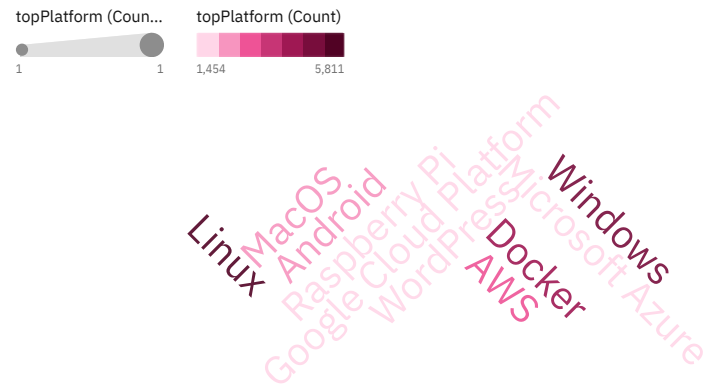 topPlatform (Coun...
topPlatform (Count)
1
1
1,454
5,811
Linux
MacOS
Android
Raspberry Pi
Google Cloud Platform
WordPress
Docker
AWS
Windows
Microsoft Azure